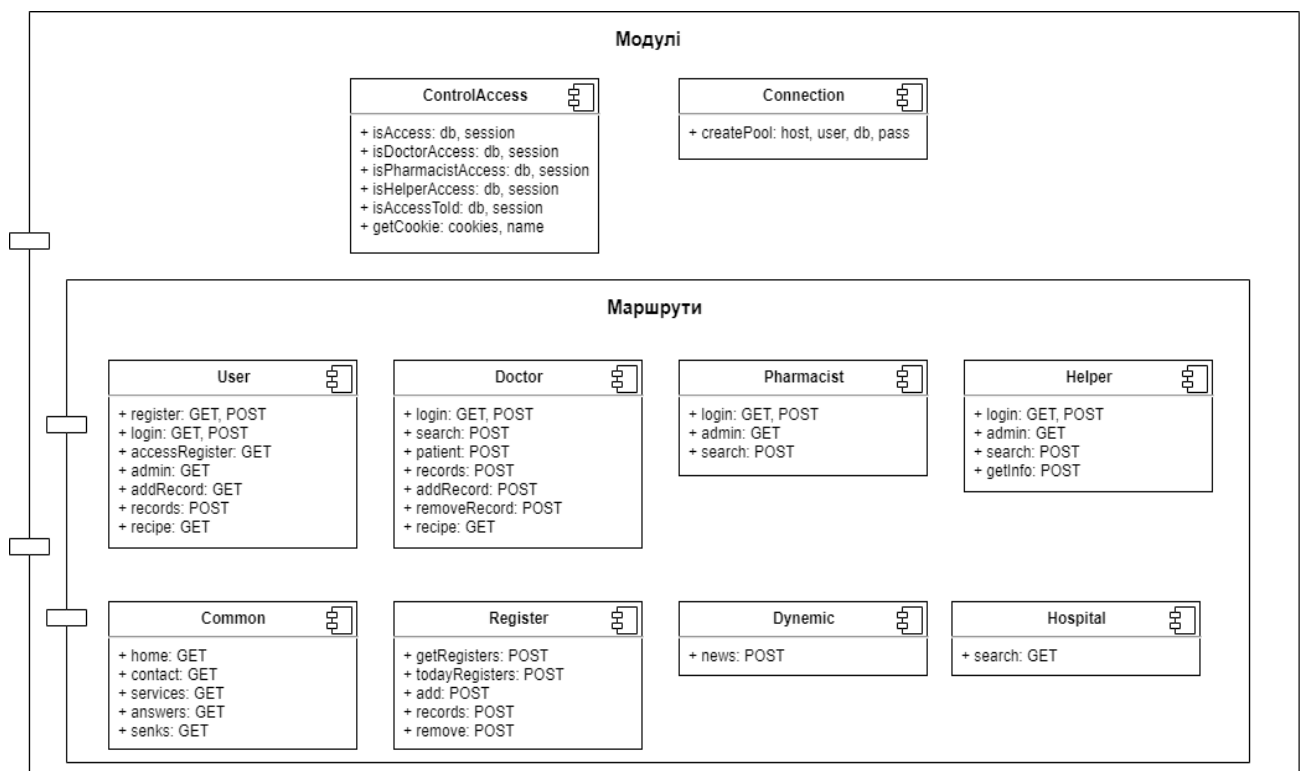 Модулі
ControlAccess
+ isAccess: db, session
+ isDoctorAccess: db, session
+ isPharmacistAccess: db, session
+ isHelperAccess: db, session
+ isAccessToId: db, session
+ getCookie: cookies, name
Connection
+ createPool: host, user, db, pass
Маршрути
User
+ register: GET, POST
+ login: GET, POST
+ accessRegister: GET
+ admin: GET
+ addRecord: GET
+ records: POST
+ recipe: GET
Doctor
+ login: GET, POST
+ search: POST
+ patient: POST
+ records: POST
+ addRecord: POST
+ removeRecord: POST
+ recipe: GET
Pharmacist
+ login: GET, POST
+ admin: GET
+ search: POST
Helper
+ login: GET, POST
+ admin: GET
+ search: POST
+ getInfo: POST
Common
+ home: GET
+ contact: GET
+ services: GET
+ answers: GET
+ senks: GET
Register
+ getRegisters: POST
+ todayRegisters: POST
+ add: POST
+ records: POST
+ remove: POST
Dynemic
+ news: POST
Hospital
+ search: GET